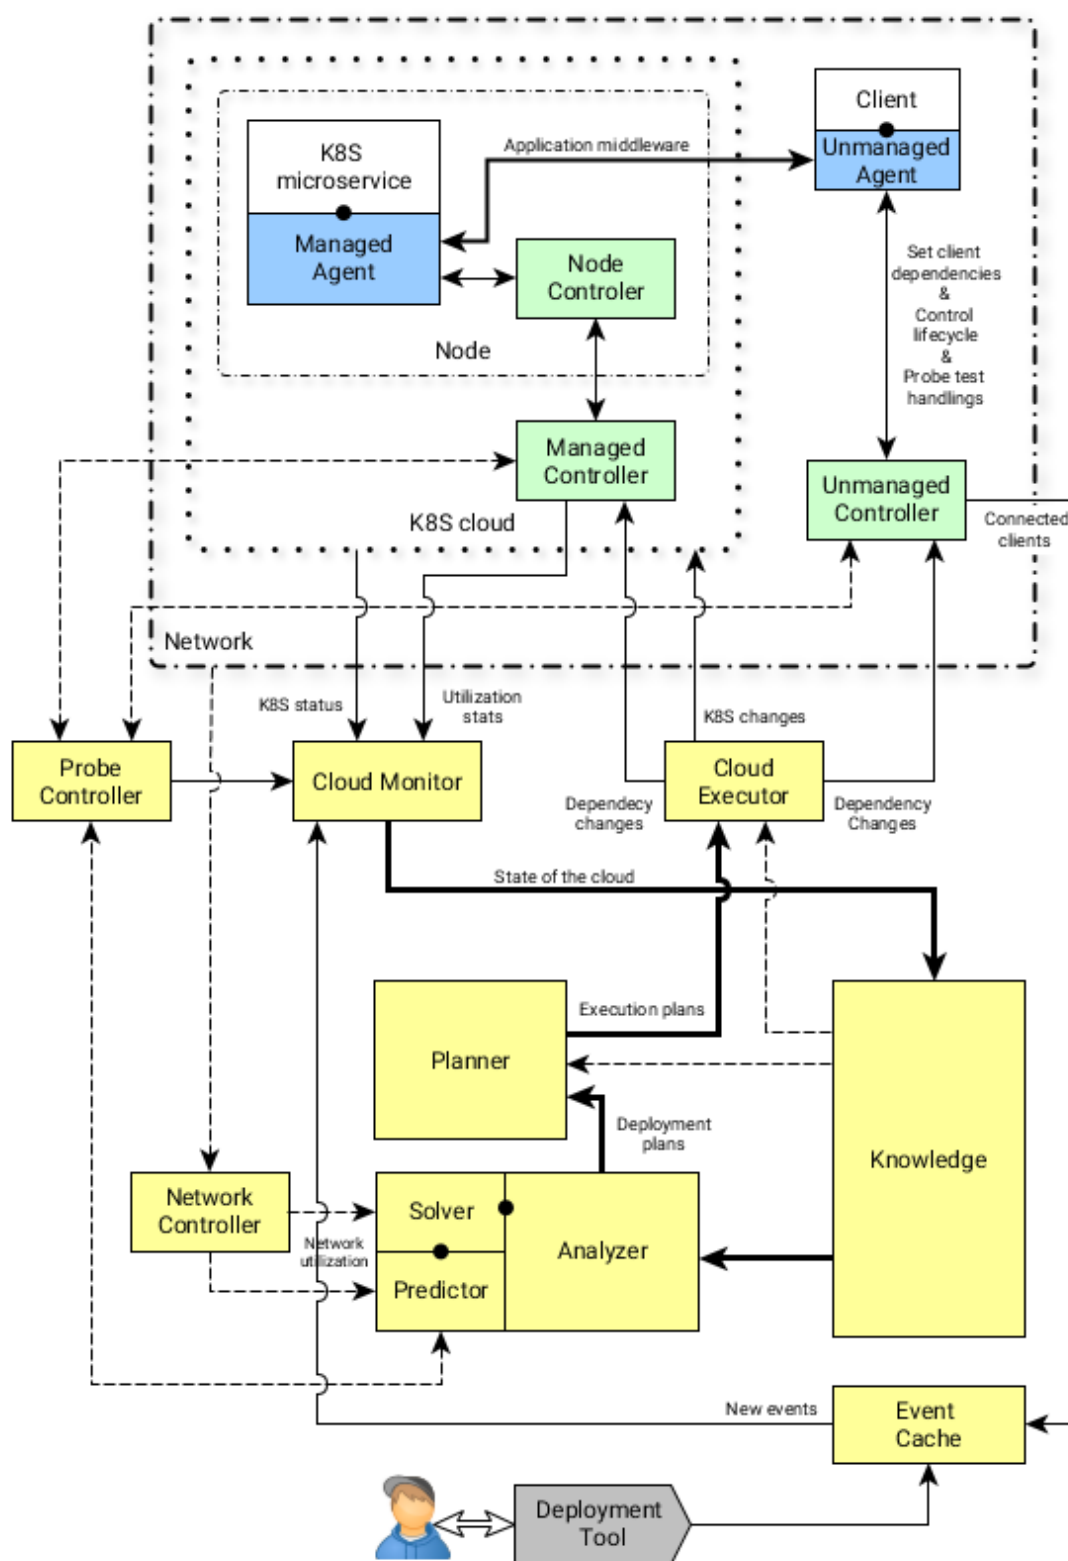 Client
K8S
microservice
Application middleware
Unmanaged
Agent
Managed
Agent
Node
Controler
Set client
dependencies
&
Control
lifecycle
&
Probe test
handlings
Node
Managed
Controller
Unmanaged
Controller
K8S cloud
Connected
clients
Network
K8S status
Utilization
stats
K8S changes
Probe
Controller
Cloud Monitor
Cloud
Executor
Dependecy
changes
Dependency
Changes
State of the cloud
Execution plans
Planner
Deployment
plans
Knowledge
Network
Controller
Solver
Analyzer
Network
utilization
Predictor
New events
Event
Cache
Deployment
Tool